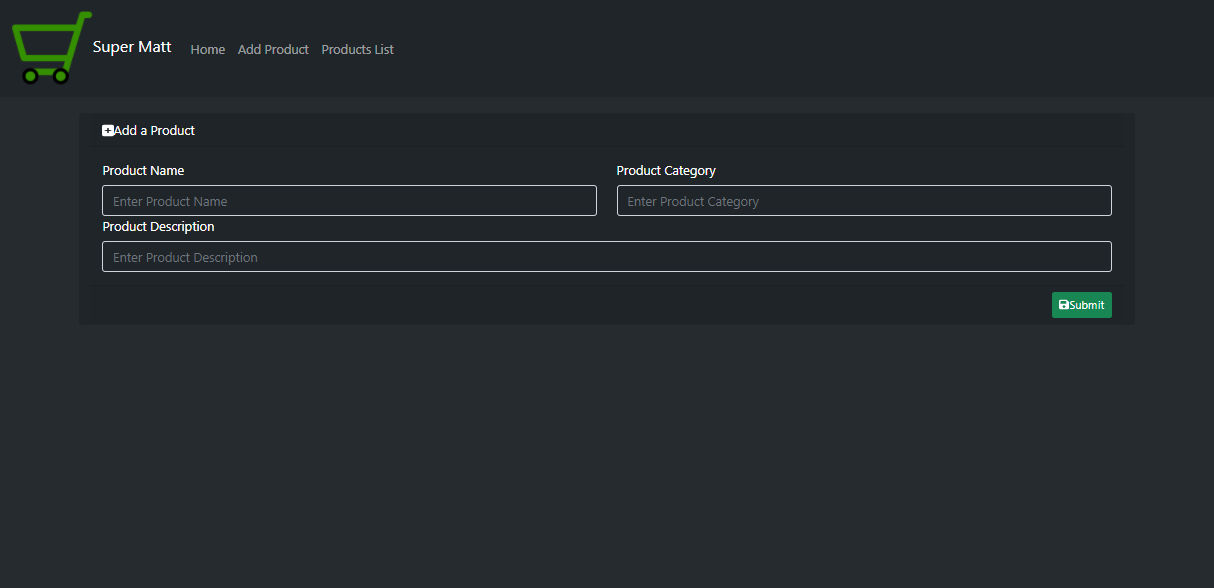 Super Matt Home Add Product Products List
Add a Product
Product Name Product Category
Enter Product Name Enter Product Category
Product Description
Enter Product Description
Submit